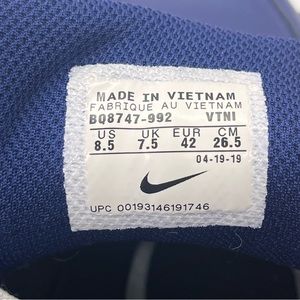 MADE IN VIETNAM
FABRIQUE AU VIETNAM
BQ8747-992 VTNI
US UK EUR CM
8.5 7.5 42 26.5
04-19-19
UPC 00193146191746